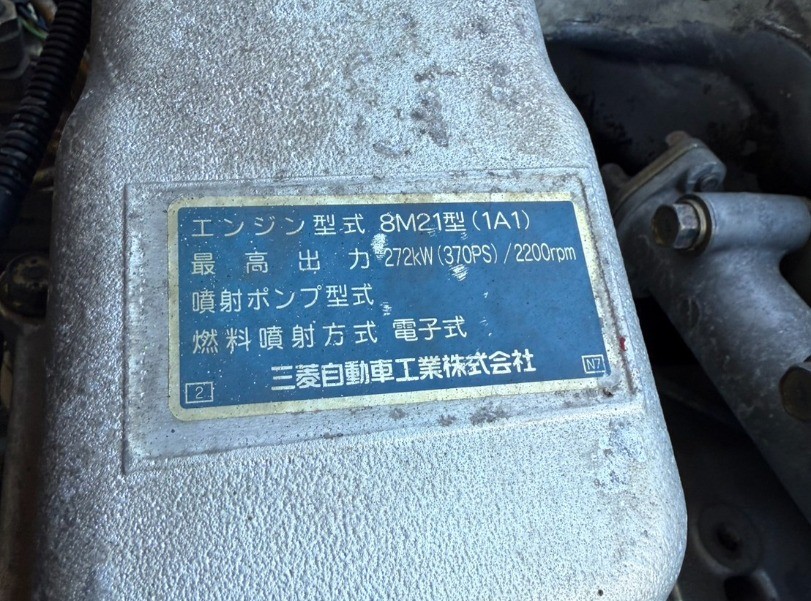 エンジン型式 8M21型(1A1)
最高出力 272kW(370PS)/2200rpm
噴射ポンプ型式
燃料噴射方式 電子式
三菱自動車工業株式会社
2 N7